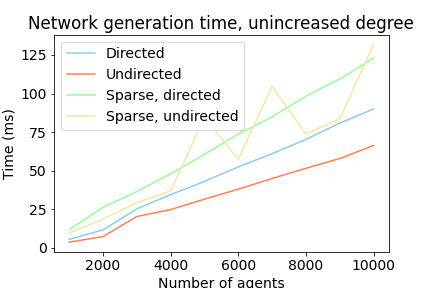 Network generation time, unincreased degree
Time (ms)
125
100
75
50
25
0
Directed
Undirected
Sparse, directed
Sparse, undirected
2000 4000 6000 8000 10000
Number of agents